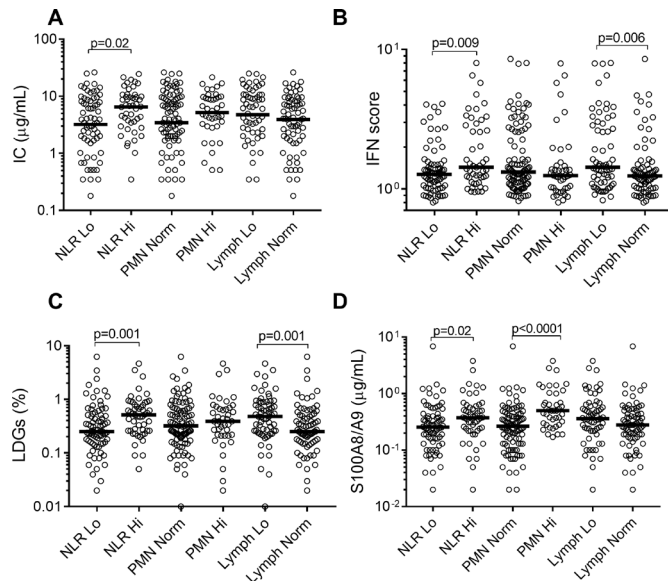 A
p=0.02
IC (μg/mL)
100
10
1
0.1
NLR Lo
NLR Hi
PMN Norm
PMN Hi
Lymph Lo
Lymph Norm
B
p=0.009
p=0.006
IFN score
10¹
10⁰
NLR Lo
NLR Hi
PMN Norm
PMN Hi
Lymph Lo
Lymph Norm
C
p=0.001
p=0.001
LDGs (%)
10
1
0.1
0.01
NLR Lo
NLR Hi
PMN Norm
PMN Hi
Lymph Lo
Lymph Norm
D
p=0.02
p<0.0001
S100A8/A9 (μg/mL)
10¹
10⁰
10⁻¹
10⁻²
NLR Lo
NLR Hi
PMN Norm
PMN Hi
Lymph Lo
Lymph Norm